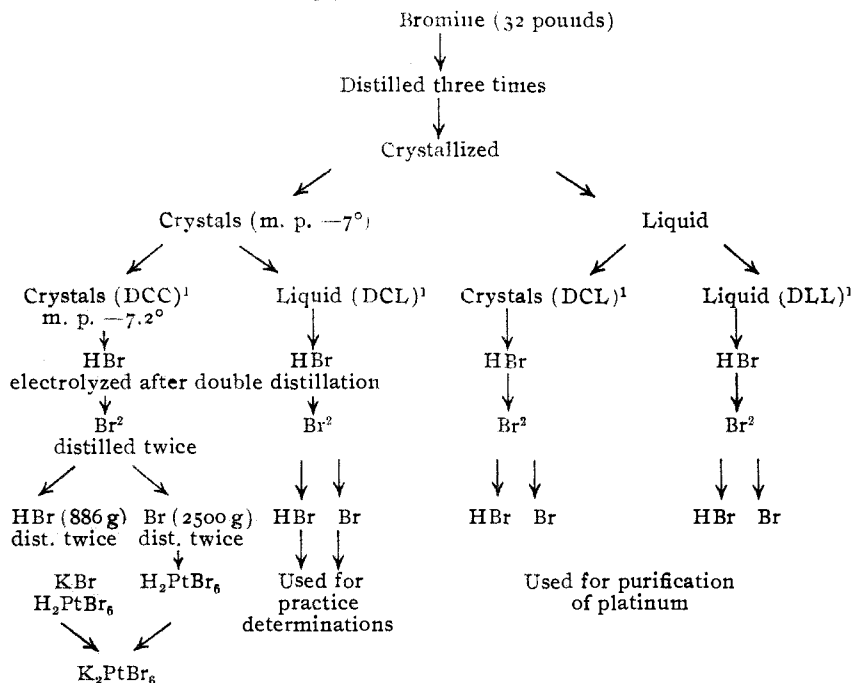 Bromine (32 pounds)
Distilled three times
Crystallized
Crystals (m. p. —7°)
Liquid
Crystals (DCC)¹
m. p. —7.2°
Liquid (DCL)¹
Crystals (DCL)¹
Liquid (DLL)¹
HBr
HBr
HBr
HBr
electrolyzed after double distillation
Br²
Br²
Br²
Br²
distilled twice
HBr (886 g)
Br (2500 g)
HBr
Br
HBr
Br
HBr
Br
dist. twice
dist. twice
KBr
H₂PtBr₆
H₂PtBr₆
Used for
practice
determinations
Used for purification
of platinum
K₂PtBr₆